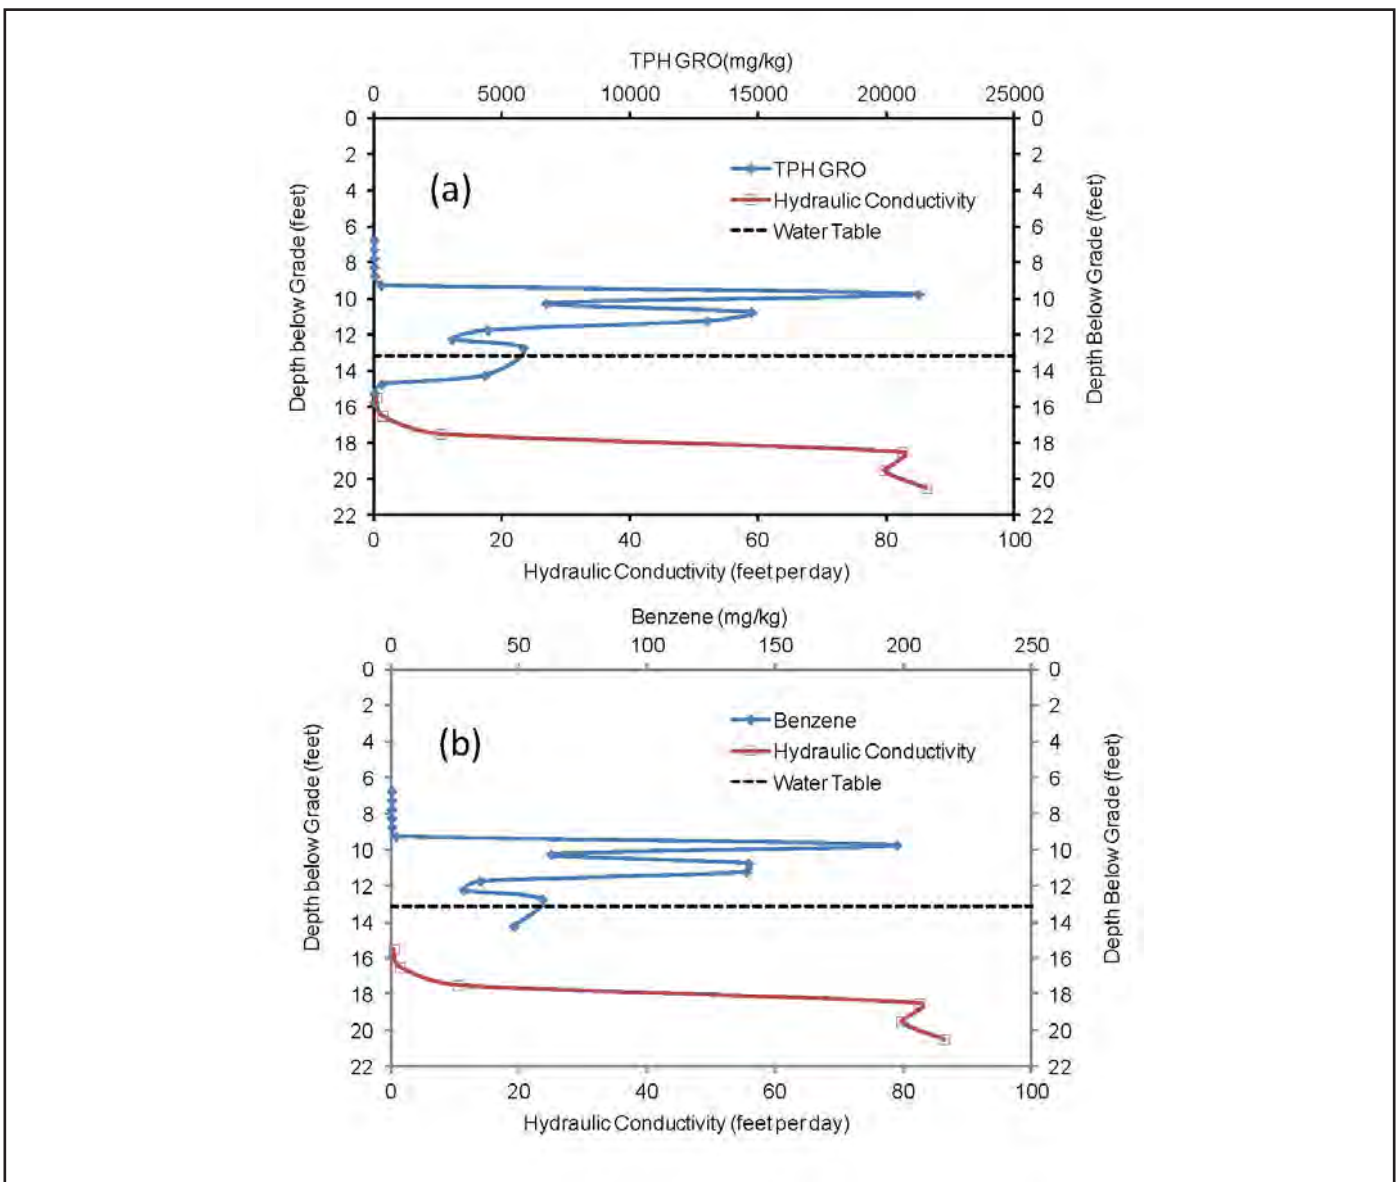 TPH GRO(mg/kg)
0 5000 10000 15000 20000 25000
0 0
2 2
4 4
6 6
8 8
10 10
12 12
14 14
16 16
18 18
20 20
22 22
Depth below Grade (feet)
Depth Below Grade (feet)
(a)
TPH GRO
Hydraulic Conductivity
Water Table
0 20 40 60 80 100
Hydraulic Conductivity (feet per day)
Benzene (mg/kg)
0 50 100 150 200 250
0 0
2 2
4 4
6 6
8 8
10 10
12 12
14 14
16 16
18 18
20 20
22 22
Depth below Grade (feet)
Depth Below Grade (feet)
(b)
Benzene
Hydraulic Conductivity
Water Table
0 20 40 60 80 100
Hydraulic Conductivity (feet per day)